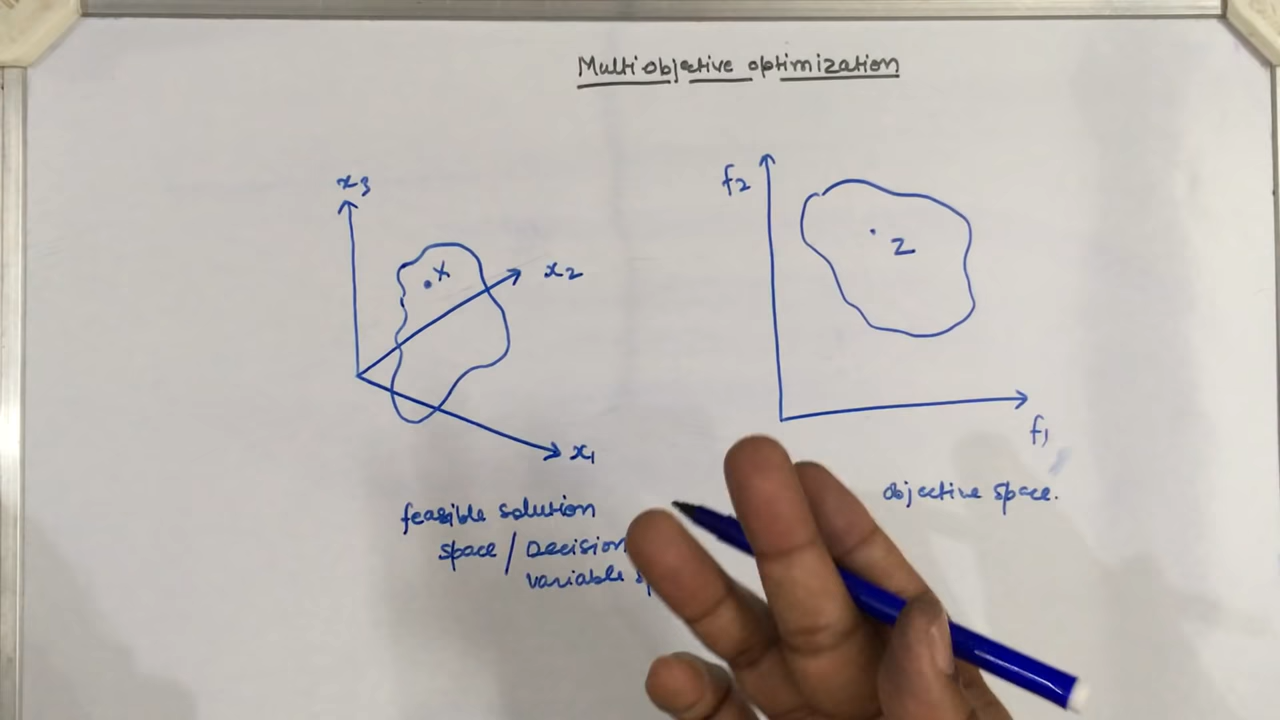 Multiobjective optimization
x3
x2
X
x1
feasible solution
space / Decision
variable
f2
Z
f1
objective space.